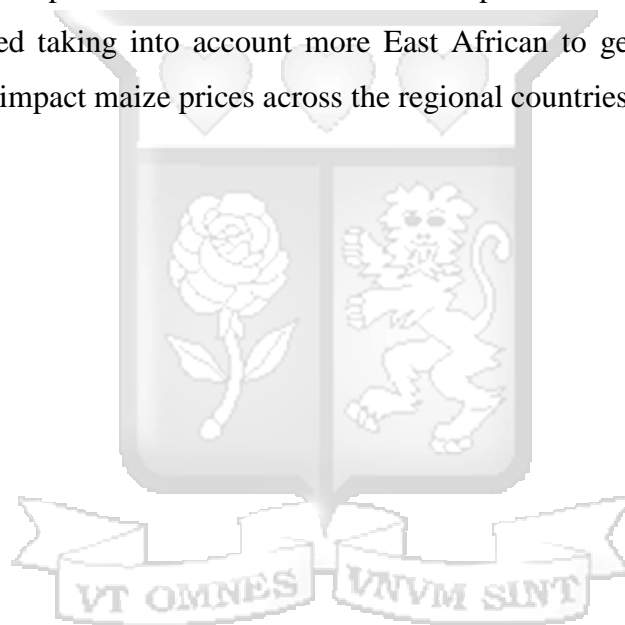 ed taking into account more East African to ge
impact maize prices across the regional countries
VT OMNES VNVM SINT